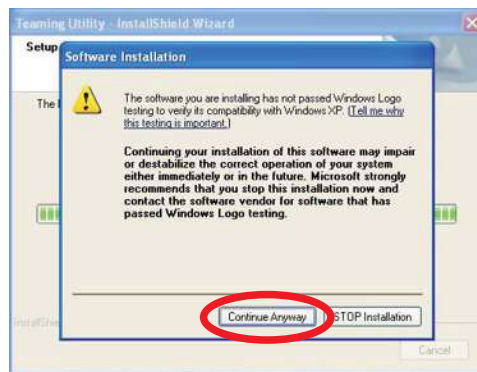 Teaming Utility - InstallShield Wizard
Setup
Software Installation
The
The software you are installing has not passed Windows Logo
testing to verify its compatibility with Windows XP. (Tell me why
this testing is important.)
Continuing your installation of this software may impair
or destabilize the correct operation of your system
either immediately or in the future. Microsoft strongly
recommends that you stop this installation now and
contact the software vendor for software that has
passed Windows Logo testing.
Continue Anyway
STOP Installation
InstallShie
Cancel